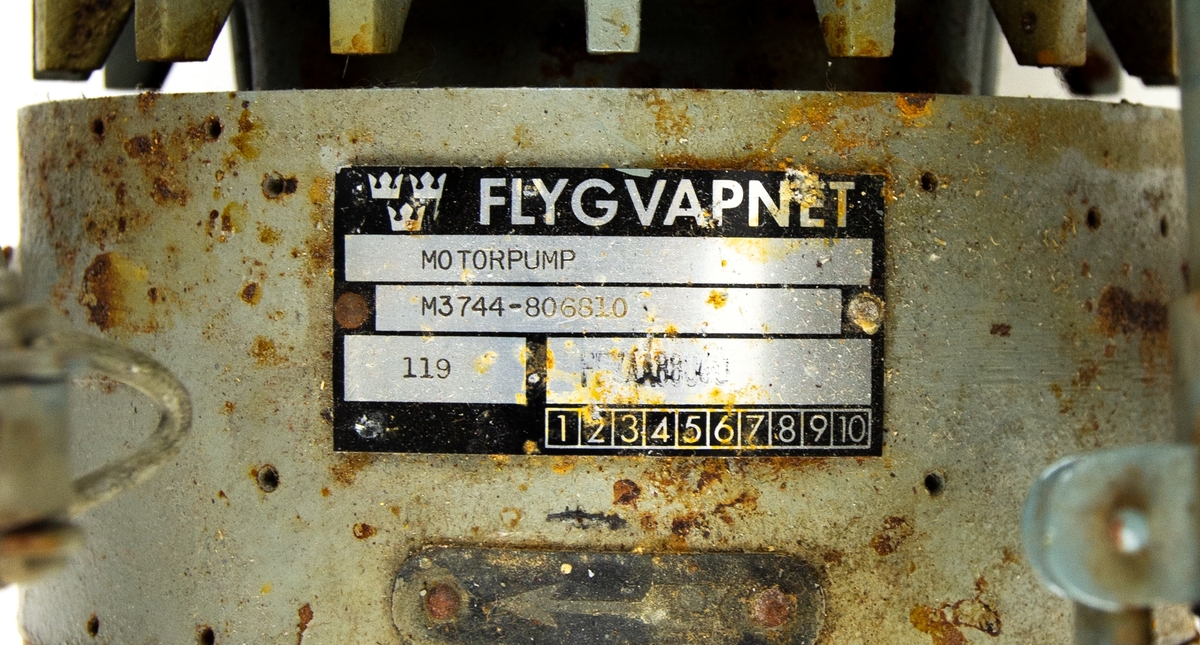 FLYGVAPNET
MOTORPUMP
M3744-806810
119
1 2 3 4 5 6 7 8 9 10